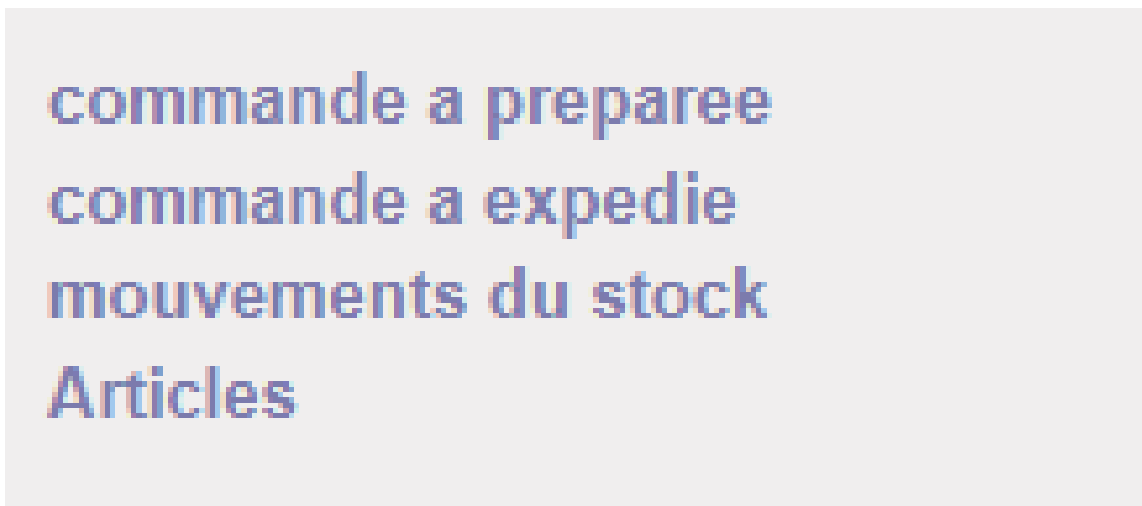 commande a preparee
commande a expedie
mouvements du stock
Articles